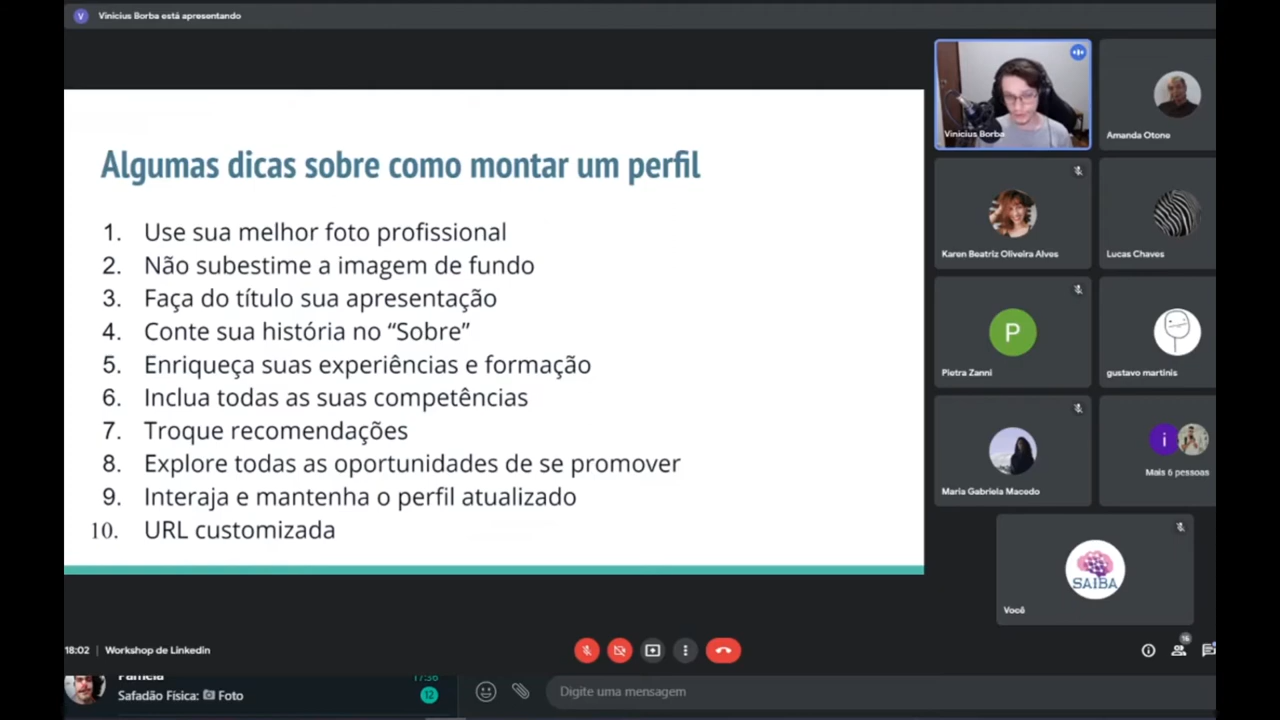 V
Vinicius Borba está apresentando
Algumas dicas sobre como montar um perfil
1. Use sua melhor foto profissional
2. Não subestime a imagem de fundo
3. Faça do título sua apresentação
4. Conte sua história no “Sobre”
5. Enriqueça suas experiências e formação
6. Inclua todas as suas competências
7. Troque recomendações
8. Explore todas as oportunidades de se promover
9. Interaja e mantenha o perfil atualizado
10. URL customizada
Vinicius Borba
Amanda Otone
Karen Beatriz Oliveira Alves
Lucas Chaves
P
Pietra Zanni
gustavo martinis
Maria Gabriela Macedo
i
Mais 6 pessoas
SAIBA
Você
18:02 | Workshop de Linkedin
16
Pamela
17:36
Safadão Física: Foto
12
Digite uma mensagem